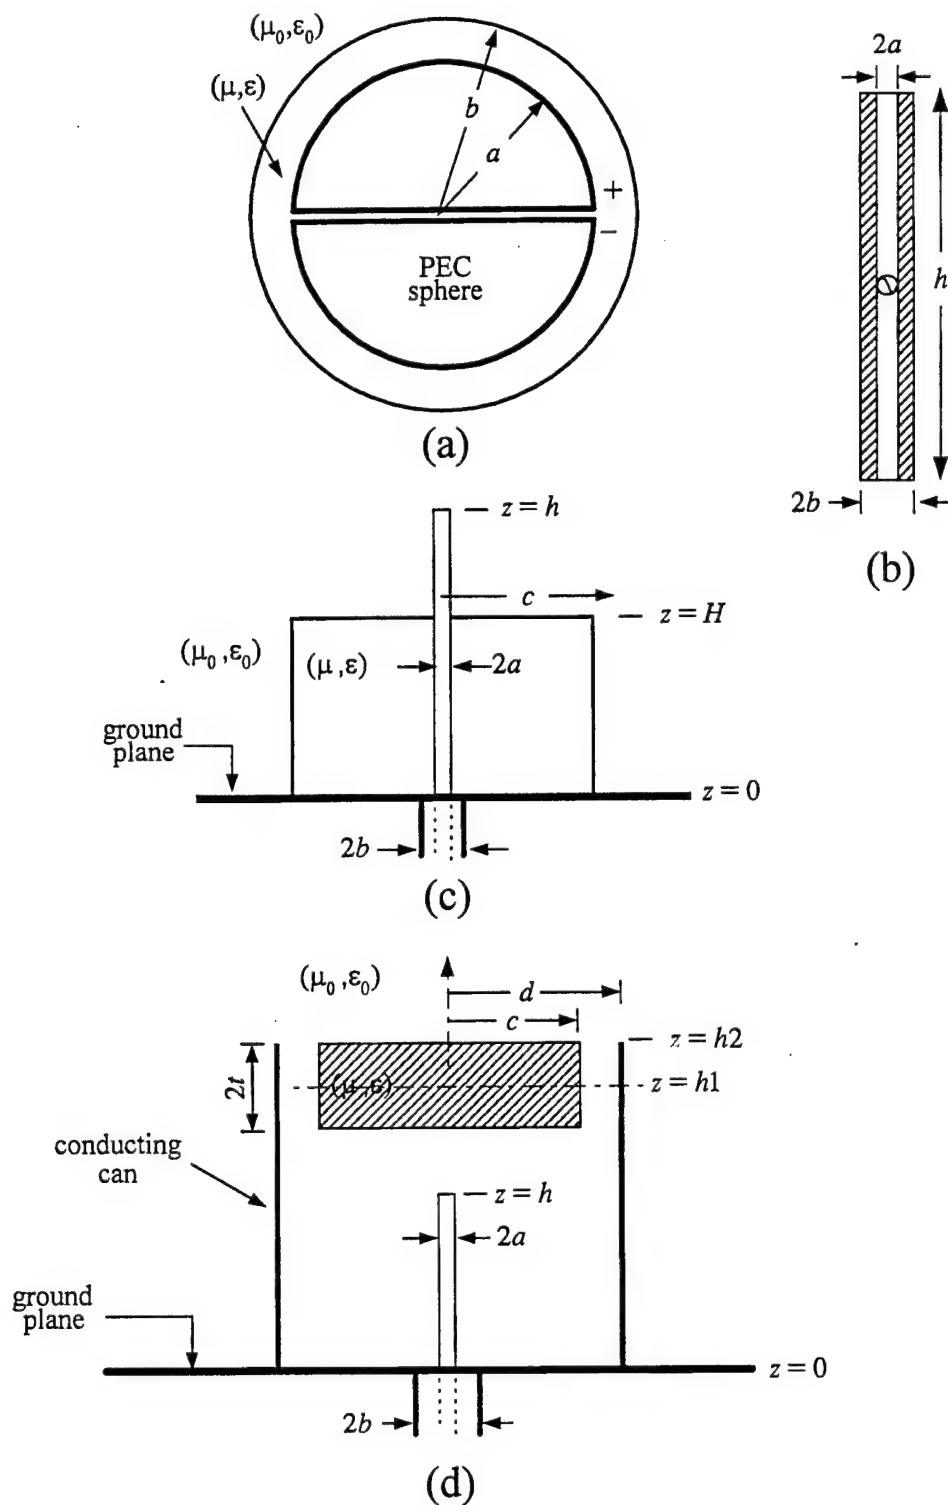 (μ₀,ε₀)
(μ,ε)
b
a
+
−
PEC
sphere
(a)
2a
h
2b
(b)
z = h
c
z = H
(μ₀,ε₀)
(μ,ε)
2a
ground
plane
z = 0
2b
(c)
(μ₀,ε₀)
d
c
z = h2
2t
(μ,ε)
z = h1
conducting
can
z = h
2a
ground
plane
z = 0
2b
(d)